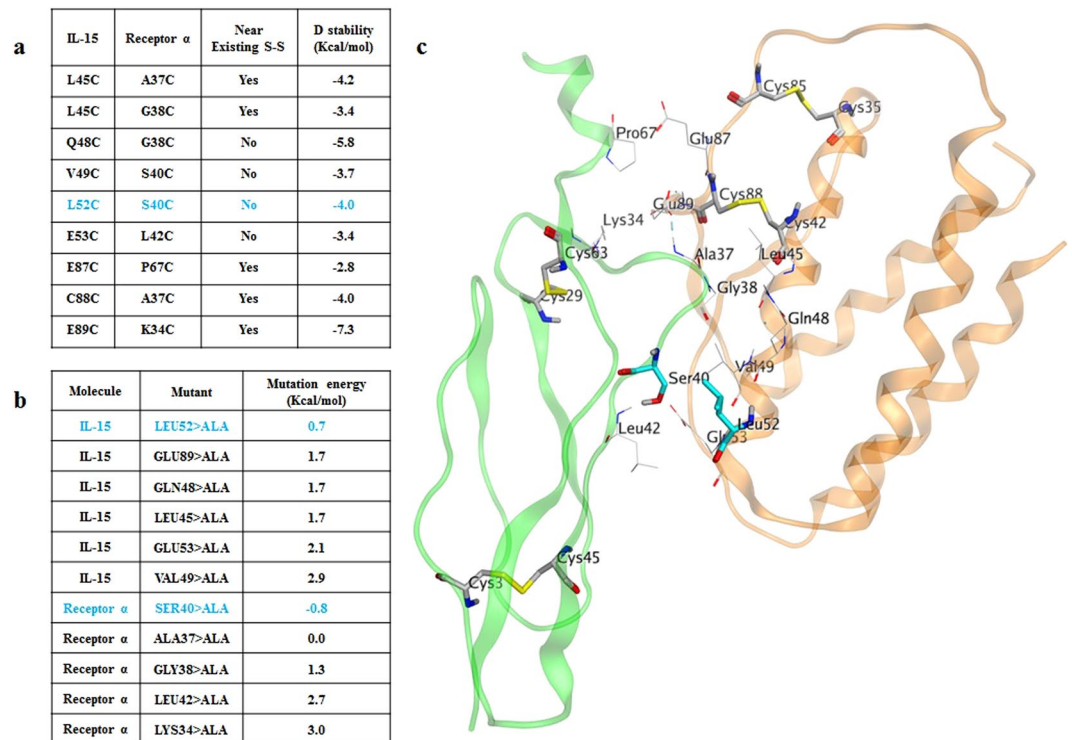 a
IL-15 Receptor α Near Existing S-S D stability (Kcal/mol)
L45C A37C Yes -4.2
L45C G38C Yes -3.4
Q48C G38C No -5.8
V49C S40C No -3.7
L52C S40C No -4.0
E53C L42C No -3.4
E87C P67C Yes -2.8
C88C A37C Yes -4.0
E89C K34C Yes -7.3
b
Molecule Mutant Mutation energy (Kcal/mol)
IL-15 LEU52>ALA 0.7
IL-15 GLU89>ALA 1.7
IL-15 GLN48>ALA 1.7
IL-15 LEU45>ALA 1.7
IL-15 GLU53>ALA 2.1
IL-15 VAL49>ALA 2.9
Receptor α SER40>ALA -0.8
Receptor α ALA37>ALA 0.0
Receptor α GLY38>ALA 1.3
Receptor α LEU42>ALA 2.7
Receptor α LYS34>ALA 3.0
c
Cys85
Cys35
Pro67
Glu87
Cys88
Glu89
Lys34
Cys42
Cys63
Ala37
Leu45
Cys29
Gly38
Gln48
Val49
Ser40
Leu52
Leu42
Glu53
Cys45
Cys3